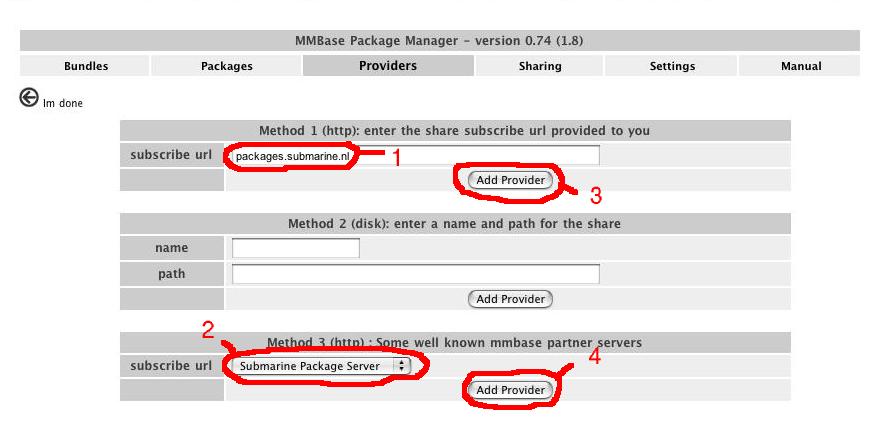 MMBase Package Manager - version 0.74 (1.8)
Bundles Packages Providers Sharing Settings Manual
Im done
Method 1 (http): enter the share subscribe url provided to you
subscribe url packages.submarine.nl 1
Add Provider 3
Method 2 (disk): enter a name and path for the share
name
path
Add Provider
2
Method 3 (http) : Some well known mmbase partner servers
subscribe url Submarine Package Server 4
Add Provider